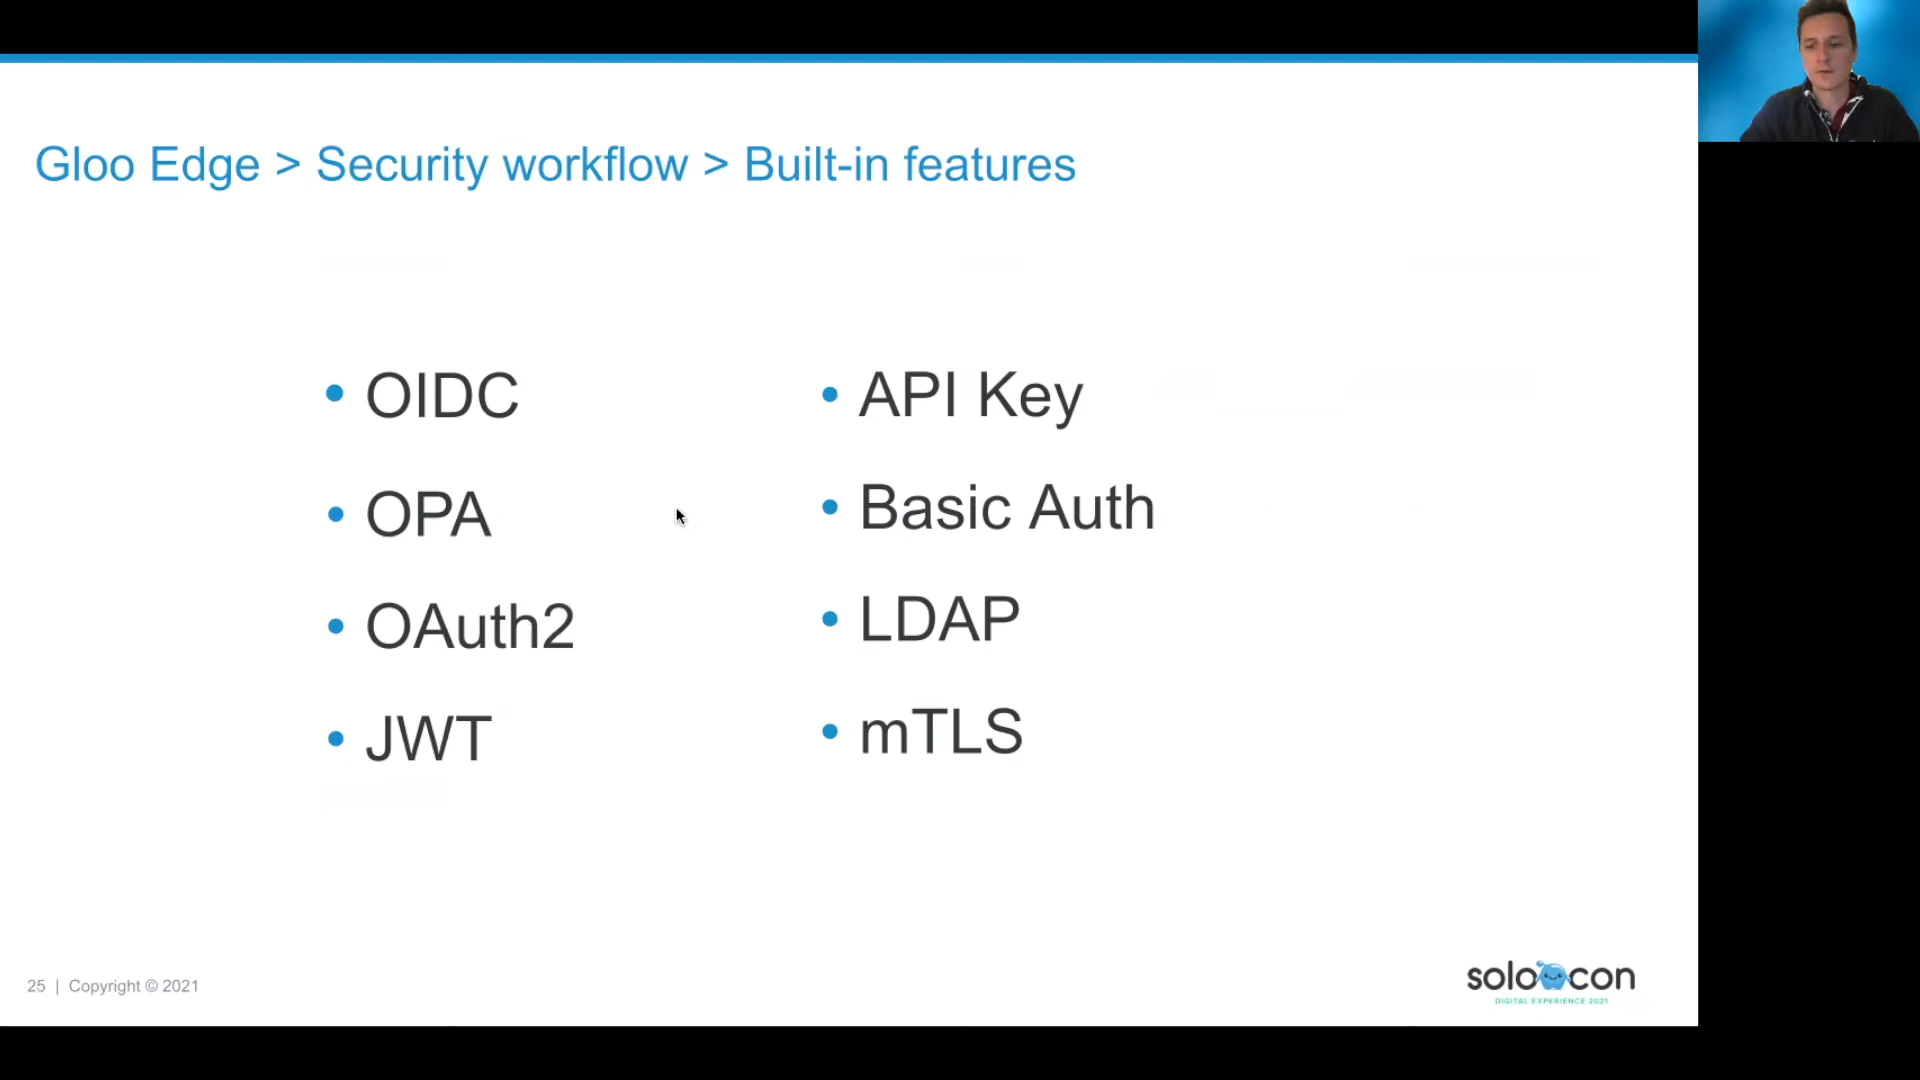 Gloo Edge > Security workflow > Built-in features
• OIDC
• OPA
• OAuth2
• JWT
• API Key
• Basic Auth
• LDAP
• mTLS
25 | Copyright © 2021
solo con
DIGITAL EXPERIENCE 2021